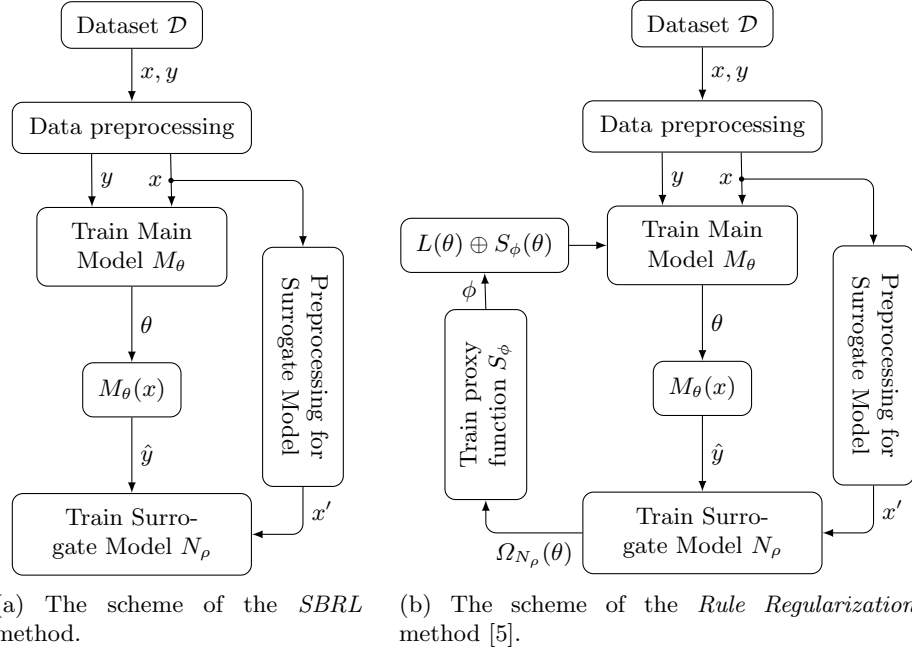 Dataset 𝒟
x, y
Data preprocessing
y
x
Train Main
Model M_θ
θ
M_θ(x)
ŷ
Preprocessing for
Surrogate Model
x′
Train Surro-
gate Model N_ρ
(a) The scheme of the SBRL
method.
Dataset 𝒟
x, y
Data preprocessing
y
x
L(θ) ⊕ S_ϕ(θ)
Train Main
Model M_θ
ϕ
θ
Train proxy
function S_ϕ
M_θ(x)
ŷ
Preprocessing for
Surrogate Model
x′
Ω_{N_ρ}(θ)
Train Surro-
gate Model N_ρ
(b) The scheme of the Rule Regularization
method [5].